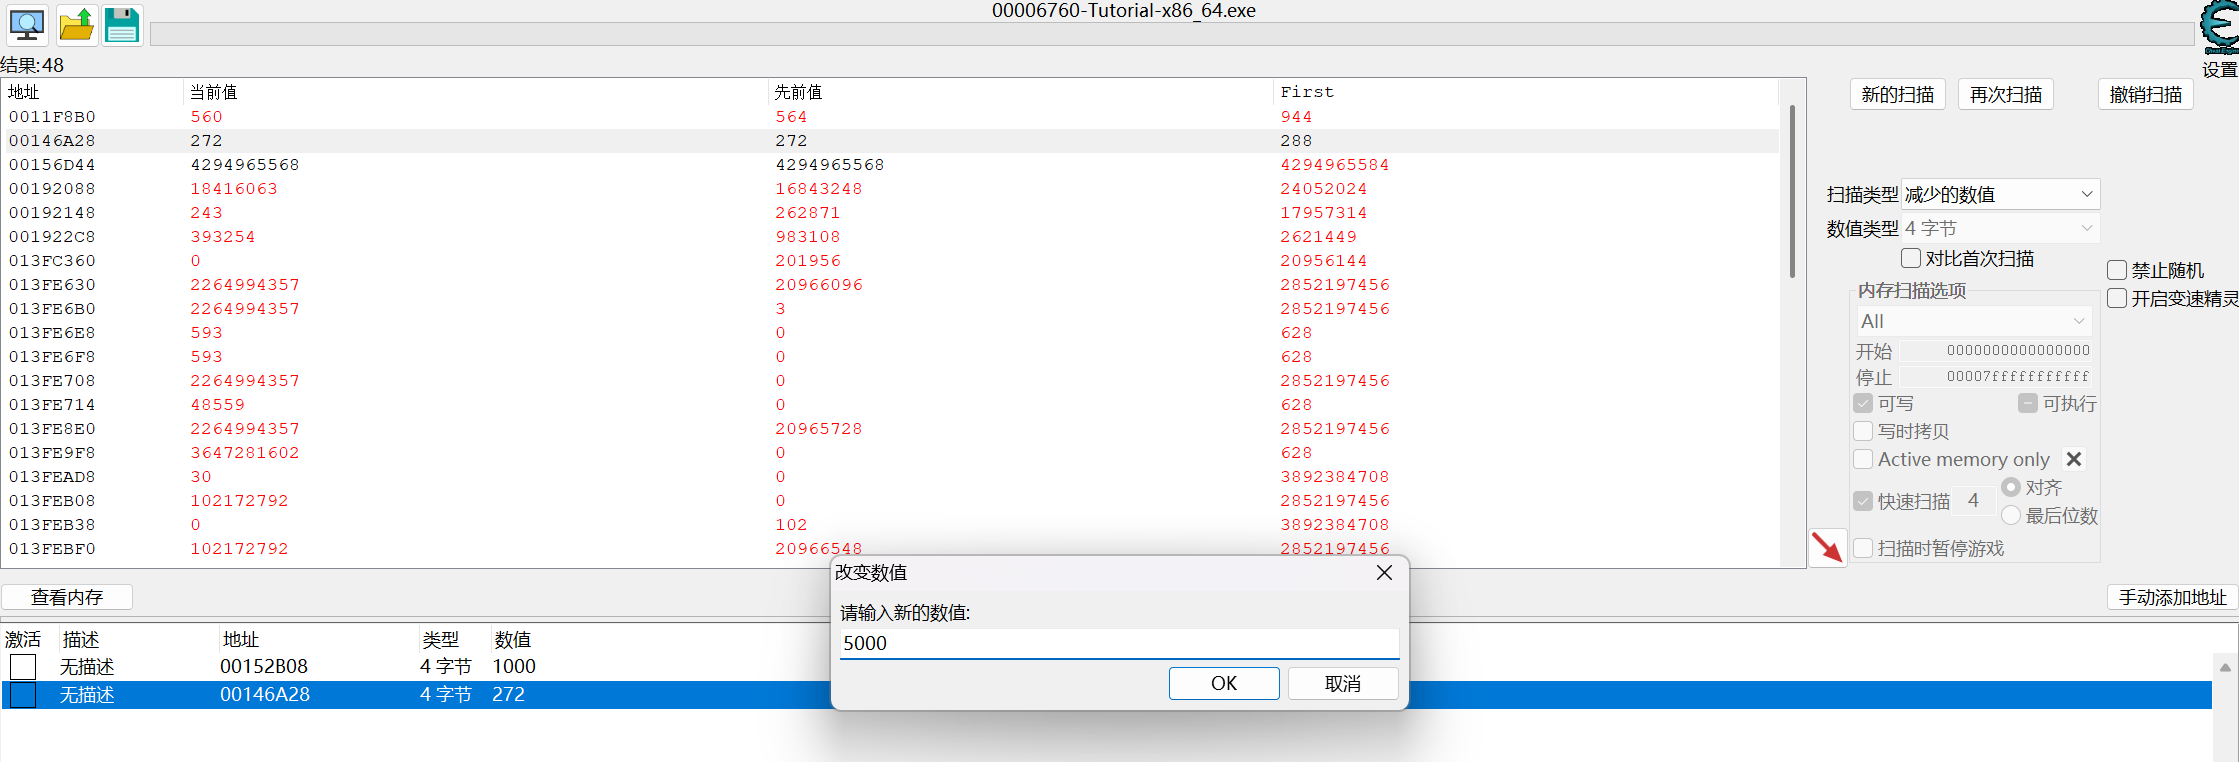 00006760-Tutorial-x86_64.exe
结果:48
设置
地址 当前值 先前值 First
0011F8B0 560 564 944
00146A28 272 272 288
00156D44 4294965568 4294965568 4294965584
00192088 18416063 16843248 24052024
00192148 243 262871 17957314
001922C8 393254 983108 2621449
013FC360 0 201956 20956144
013FE630 2264994357 20966096 2852197456
013FE6B0 2264994357 3 2852197456
013FE6E8 593 0 628
013FE6F8 593 0 628
013FE708 2264994357 0 2852197456
013FE714 48559 0 628
013FE8E0 2264994357 20965728 2852197456
013FE9F8 3647281602 0 628
013FEAD8 30 0 3892384708
013FEB08 102172792 0 2852197456
013FEB38 0 102 3892384708
013FEBF0 102172792 20966548 2852197456
新的扫描 再次扫描 撤销扫描
扫描类型 减少的数值
数值类型 4 字节
对比首次扫描
禁止随机
开启变速精灵
内存扫描选项
All
开始 0000000000000000
停止 00007fffffffffff
可写 可执行
写时拷贝
Active memory only
快速扫描 4 对齐
最后位数
扫描时暂停游戏
查看内存 手动添加地址
改变数值
请输入新的数值:
5000
OK 取消
激活 描述 地址 类型 数值
无描述 00152B08 4 字节 1000
无描述 00146A28 4 字节 272